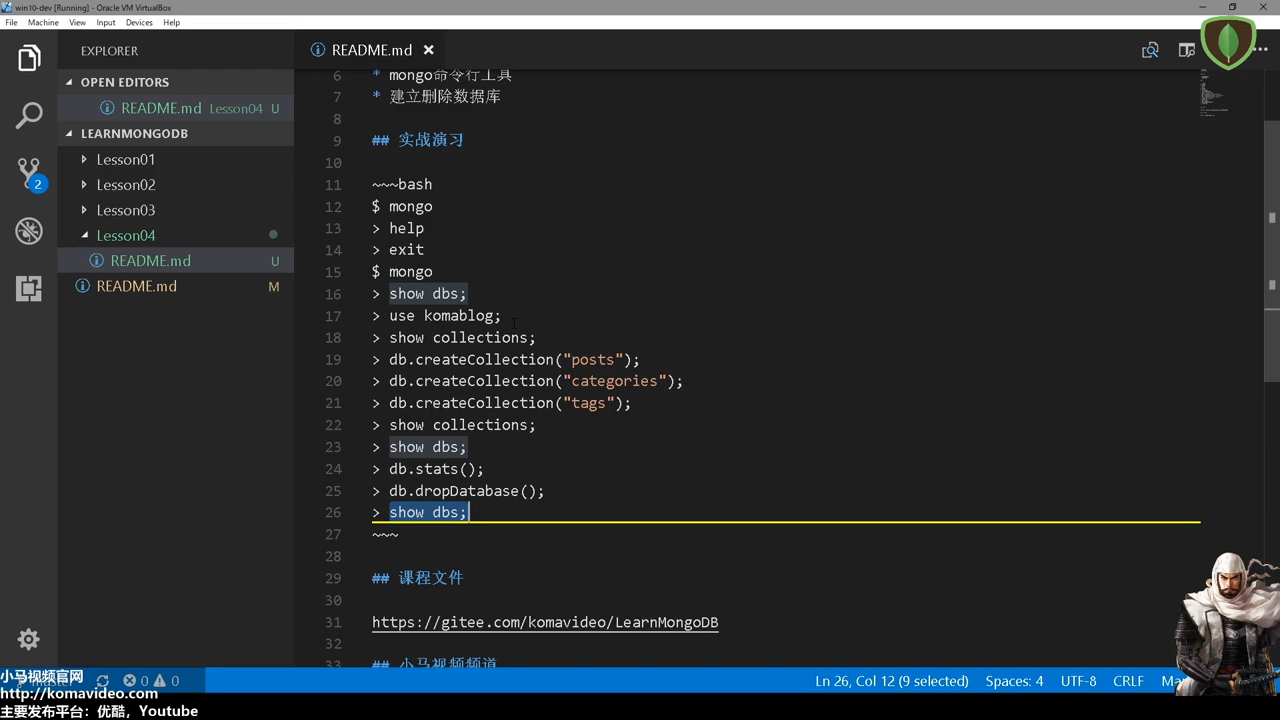 win10-dev [Running] - Oracle VM VirtualBox
File Machine View Input Devices Help
EXPLORER
README.md
OPEN EDITORS
README.md Lesson04 U
LEARNMONGODB
Lesson01
Lesson02
Lesson03
Lesson04
README.md U
README.md M
2
6 * mongo命令行工具
7 * 建立删除数据库
8
9 ## 实战演习
10
11 ~~~bash
12 $ mongo
13 > help
14 > exit
15 $ mongo
16 > show dbs;
17 > use komablog;
18 > show collections;
19 > db.createCollection("posts");
20 > db.createCollection("categories");
21 > db.createCollection("tags");
22 > show collections;
23 > show dbs;
24 > db.stats();
25 > db.dropDatabase();
26 > show dbs;
27 ~~~
28
29 ## 课程文件
30
31 https://gitee.com/komavideo/LearnMongoDB
32
33 ## 小马视频频道
0 0
Ln 26, Col 12 (9 selected) Spaces: 4 UTF-8 CRLF
小马视频官网
http://komavideo.com
主要发布平台：优酷，Youtube